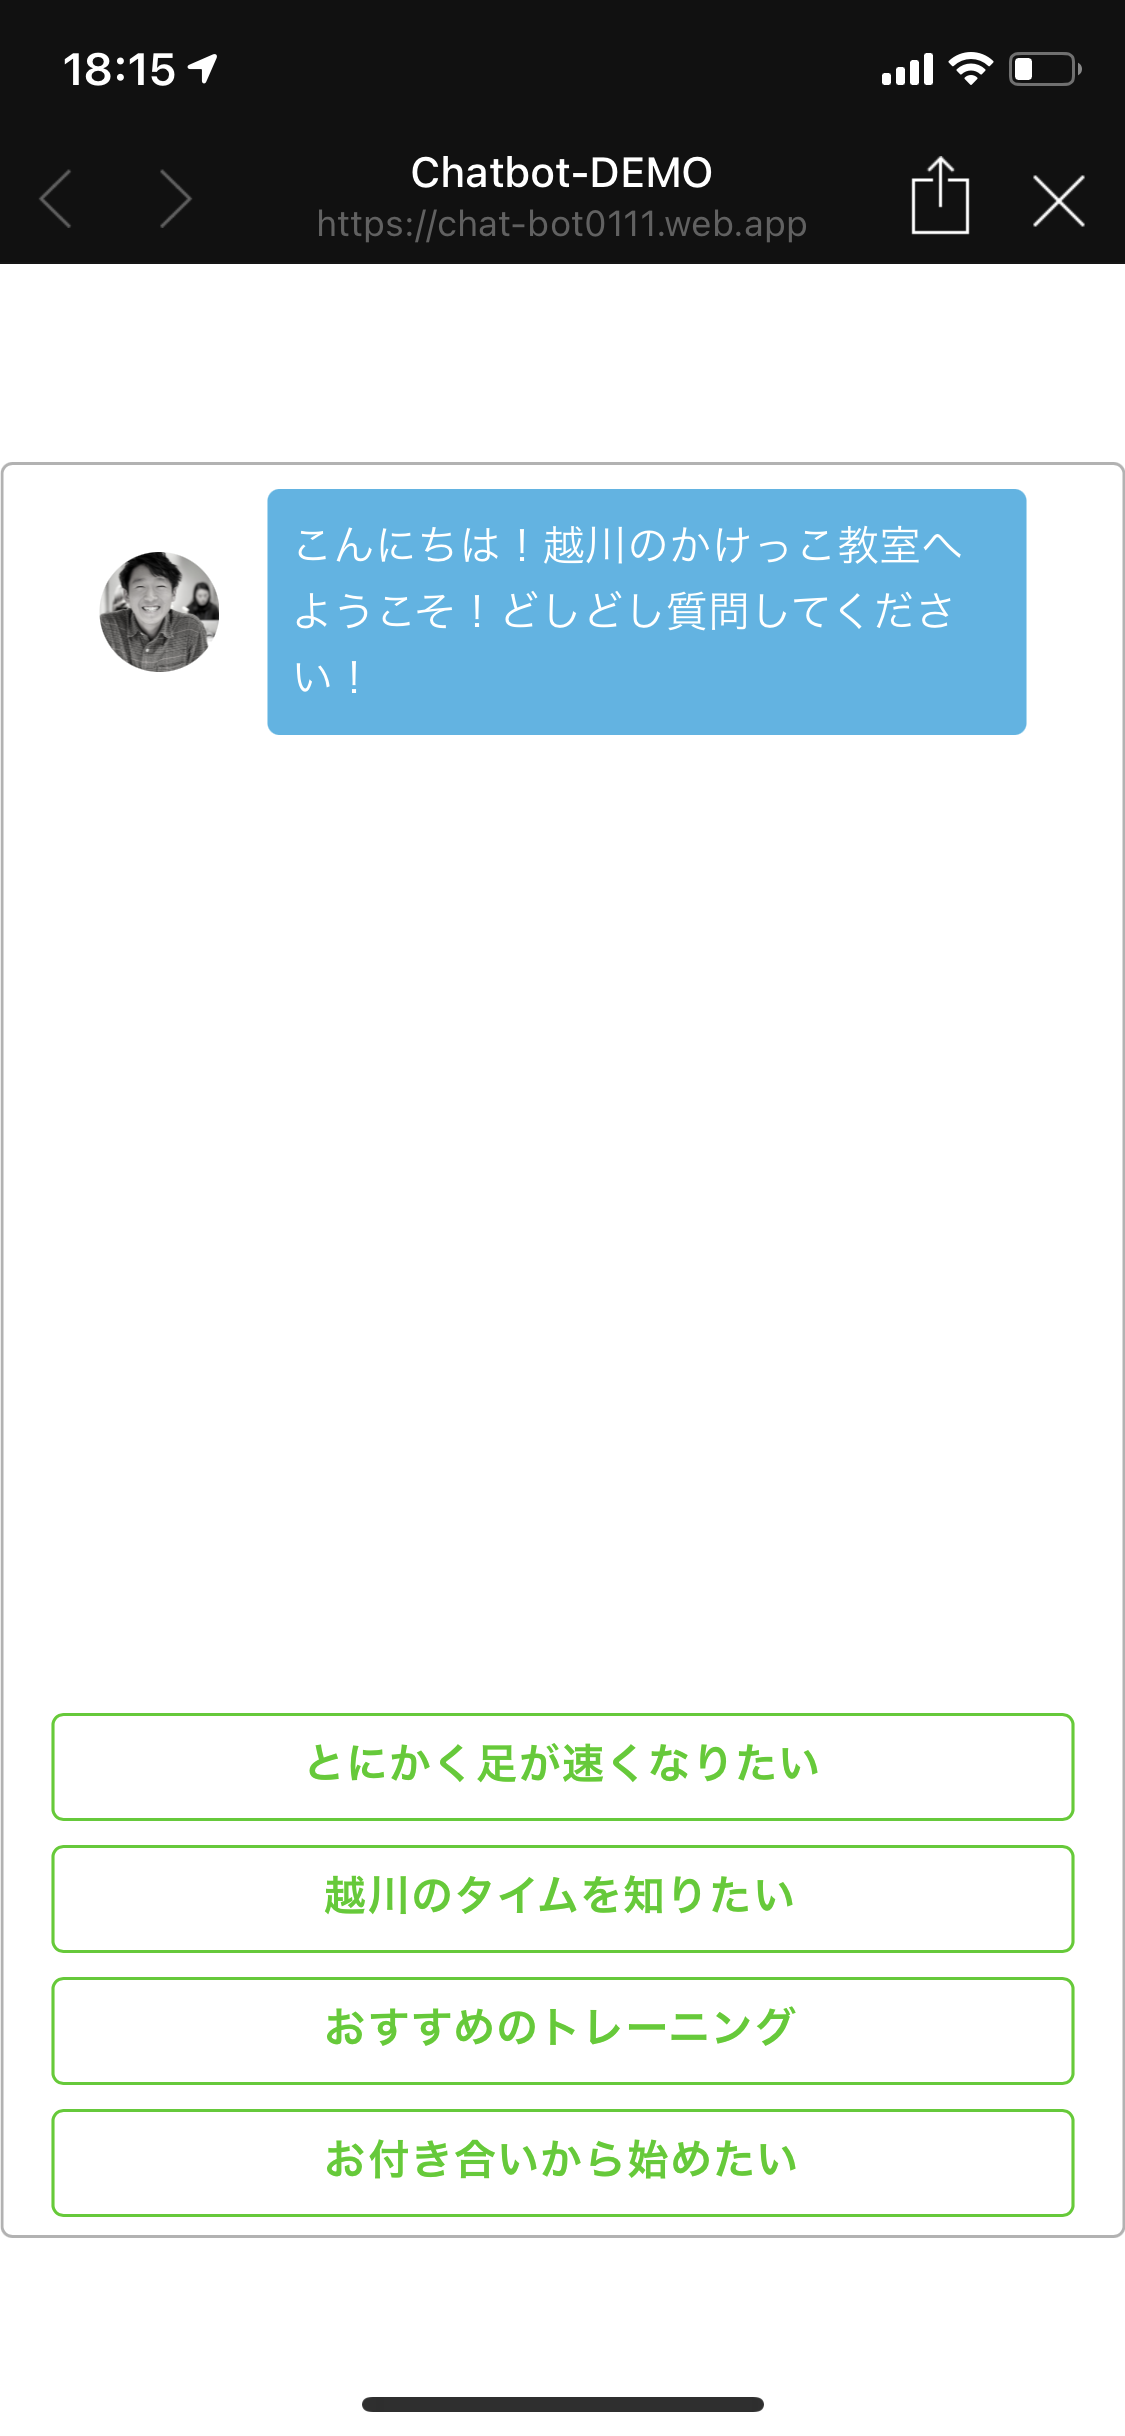 18:15
Chatbot-DEMO
https://chat-bot0111.web.app
こんにちは！越川のかけっこ教室へ
ようこそ！どしどし質問してくださ
い！
とにかく足が速くなりたい
越川のタイムを知りたい
おすすめのトレーニング
お付き合いから始めたい